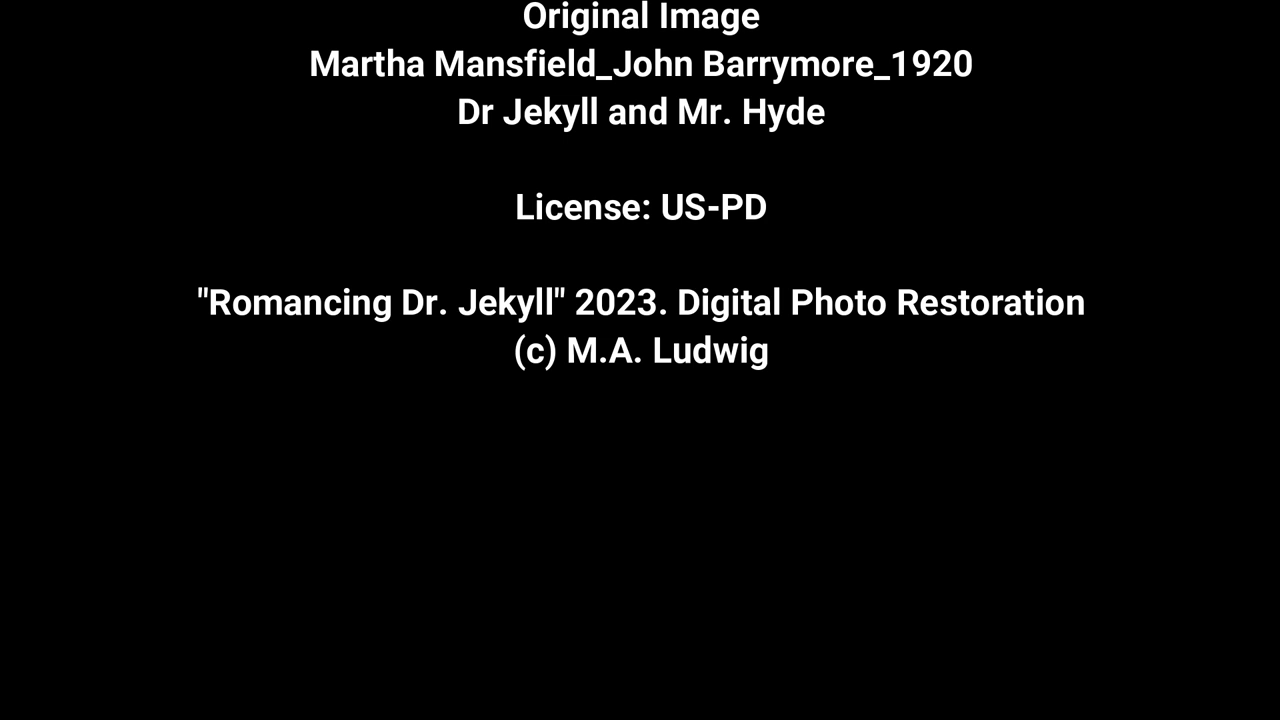 Original Image
Martha Mansfield_John Barrymore_1920
Dr Jekyll and Mr. Hyde
License: US-PD
"Romancing Dr. Jekyll" 2023. Digital Photo Restoration
(c) M.A. Ludwig